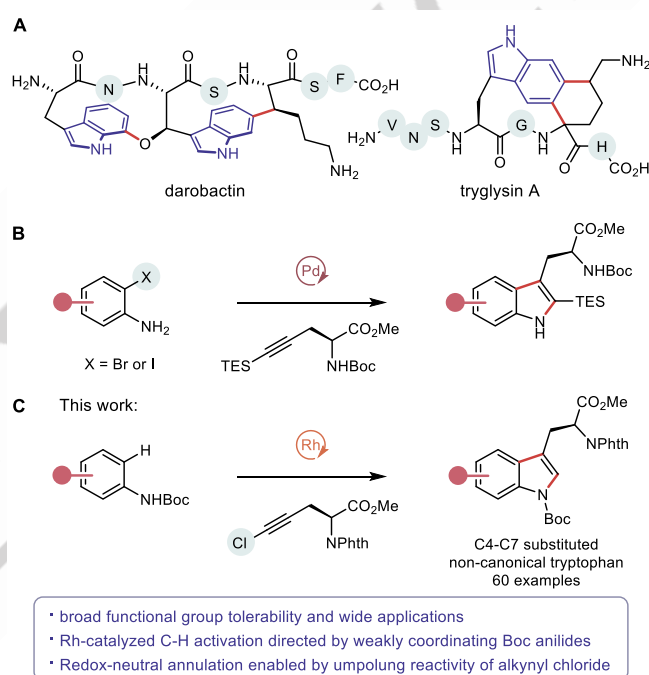 A
H₂N
O
N
H
N
O
S
H
N
O
S
F
CO₂H
NH
O
NH
NH₂
darobactin
H
N
NH₂
H₂N
V
N
S
N
H
O
G
N
H
O
H
CO₂H
tryglysin A
B
X
NH₂
X = Br or I
Pd
TES
CO₂Me
NHBoc
CO₂Me
NHBoc
TES
N
H
C This work:
H
NHBoc
Rh
Cl
CO₂Me
NPhth
CO₂Me
NPhth
N
Boc
C4-C7 substituted
non-canonical tryptophan
60 examples
· broad functional group tolerability and wide applications
· Rh-catalyzed C-H activation directed by weakly coordinating Boc anilides
· Redox-neutral annulation enabled by umpolung reactivity of alkynyl chloride